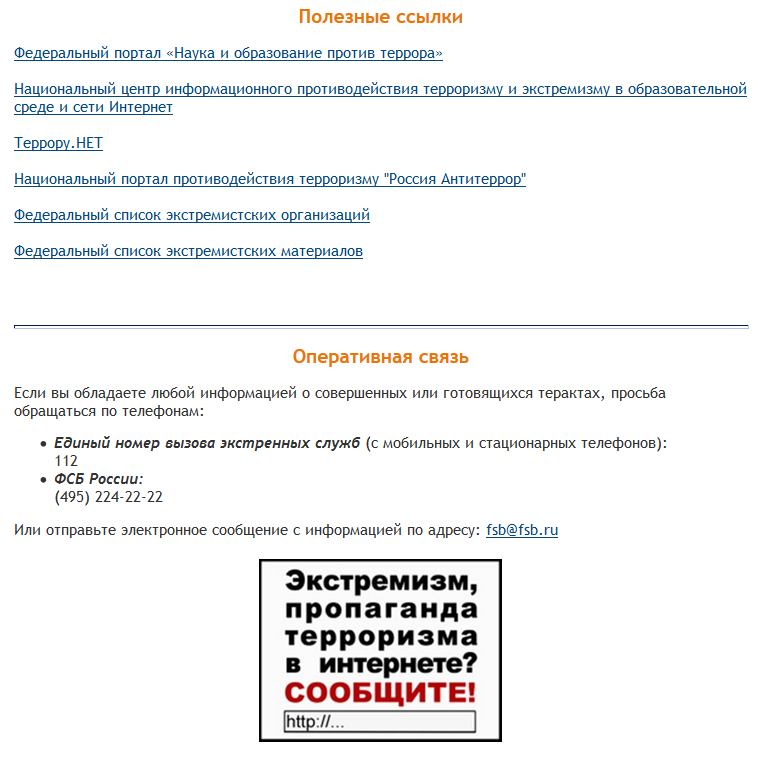 Полезные ссылки
Федеральный портал «Наука и образование против террора»
Национальный центр информационного противодействия терроризму и экстремизму в образовательной
среде и сети Интернет
Террору.НЕТ
Национальный портал противодействия терроризму "Россия Антитеррор"
Федеральный список экстремистских организаций
Федеральный список экстремистских материалов
Оперативная связь
Если вы обладаете любой информацией о совершенных или готовящихся терактах, просьба
обращаться по телефонам:
• Единый номер вызова экстренных служб (с мобильных и стационарных телефонов):
112
• ФСБ России:
(495) 224-22-22
Или отправьте электронное сообщение с информацией по адресу: fsb@fsb.ru
Экстремизм,
пропаганда
терроризма
в интернете?
СООБЩИТЕ!
http://...